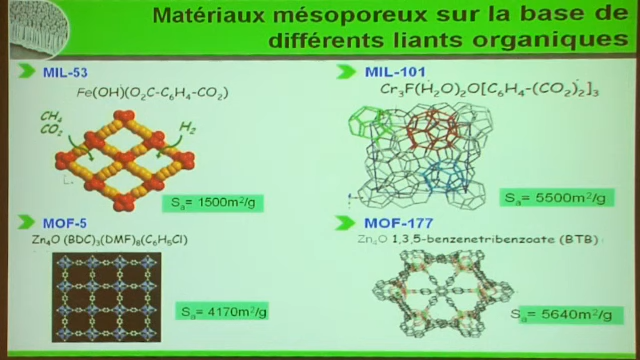 Matériaux mésoporeux sur la base de
différents liants organiques
MIL-53
Fe(OH)(O₂C-C₆H₄-CO₂)
CH₄
CO₂
H₂
Sₐ= 1500m²/g
MIL-101
Cr₃F(H₂O)₂O[C₆H₄-(CO₂)₂]₃
Sₐ= 5500m²/g
MOF-5
Zn₄O (BDC)₃(DMF)₈(C₆H₅Cl)
Sₐ= 4170m²/g
MOF-177
Zn₄O 1,3,5-benzenetribenzoate (BTB)
Sₐ= 5640m²/g